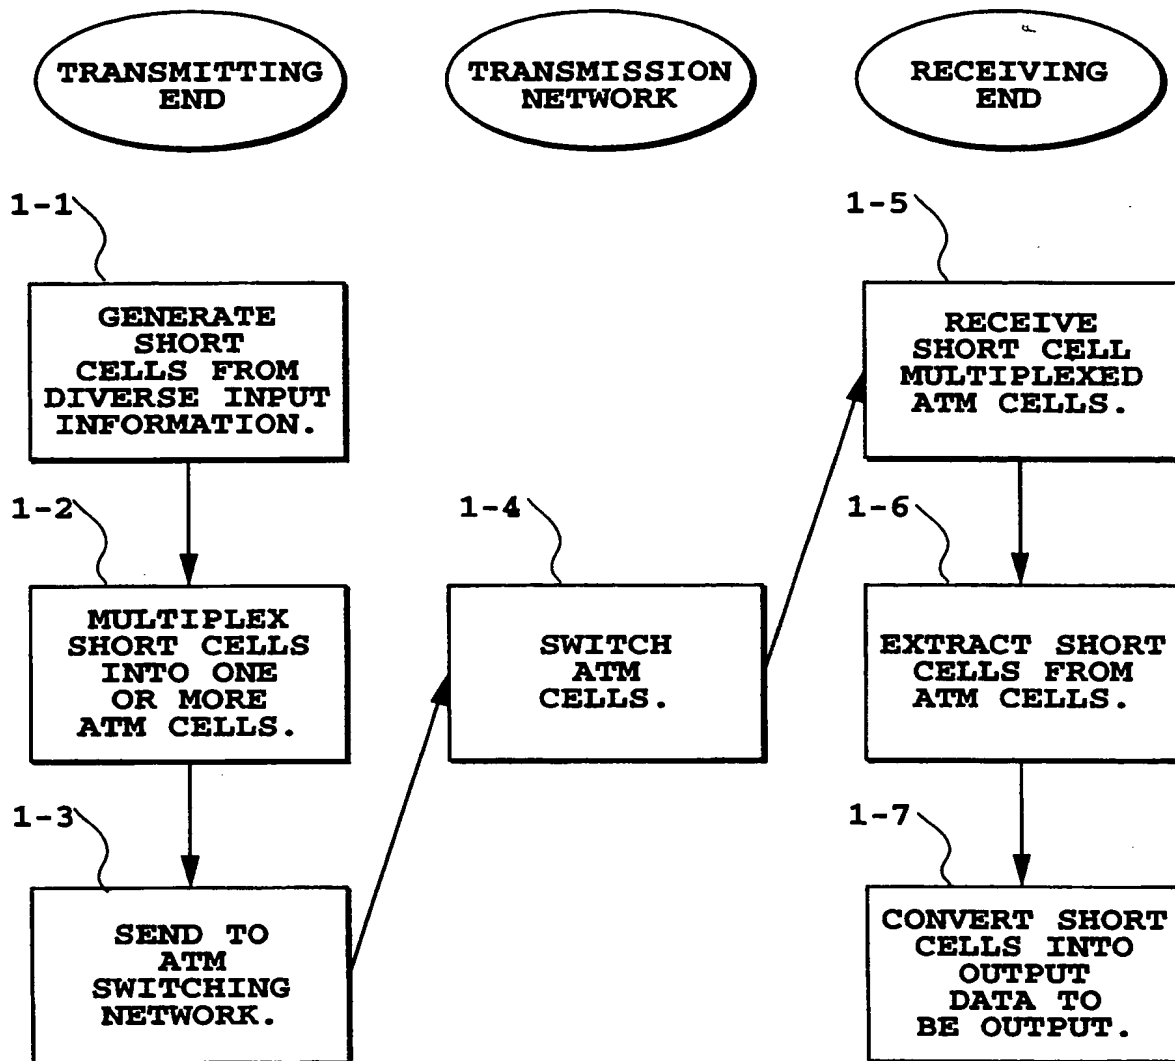 TRANSMITTING
END
TRANSMISSION
NETWORK
RECEIVING
END
1-1
GENERATE
SHORT
CELLS FROM
DIVERSE INPUT
INFORMATION.
1-2
MULTIPLEX
SHORT CELLS
INTO ONE
OR MORE
ATM CELLS.
1-3
SEND TO
ATM
SWITCHING
NETWORK.
1-4
SWITCH
ATM
CELLS.
1-5
RECEIVE
SHORT CELL
MULTIPLEXED
ATM CELLS.
1-6
EXTRACT SHORT
CELLS FROM
ATM CELLS.
1-7
CONVERT SHORT
CELLS INTO
OUTPUT
DATA TO
BE OUTPUT.